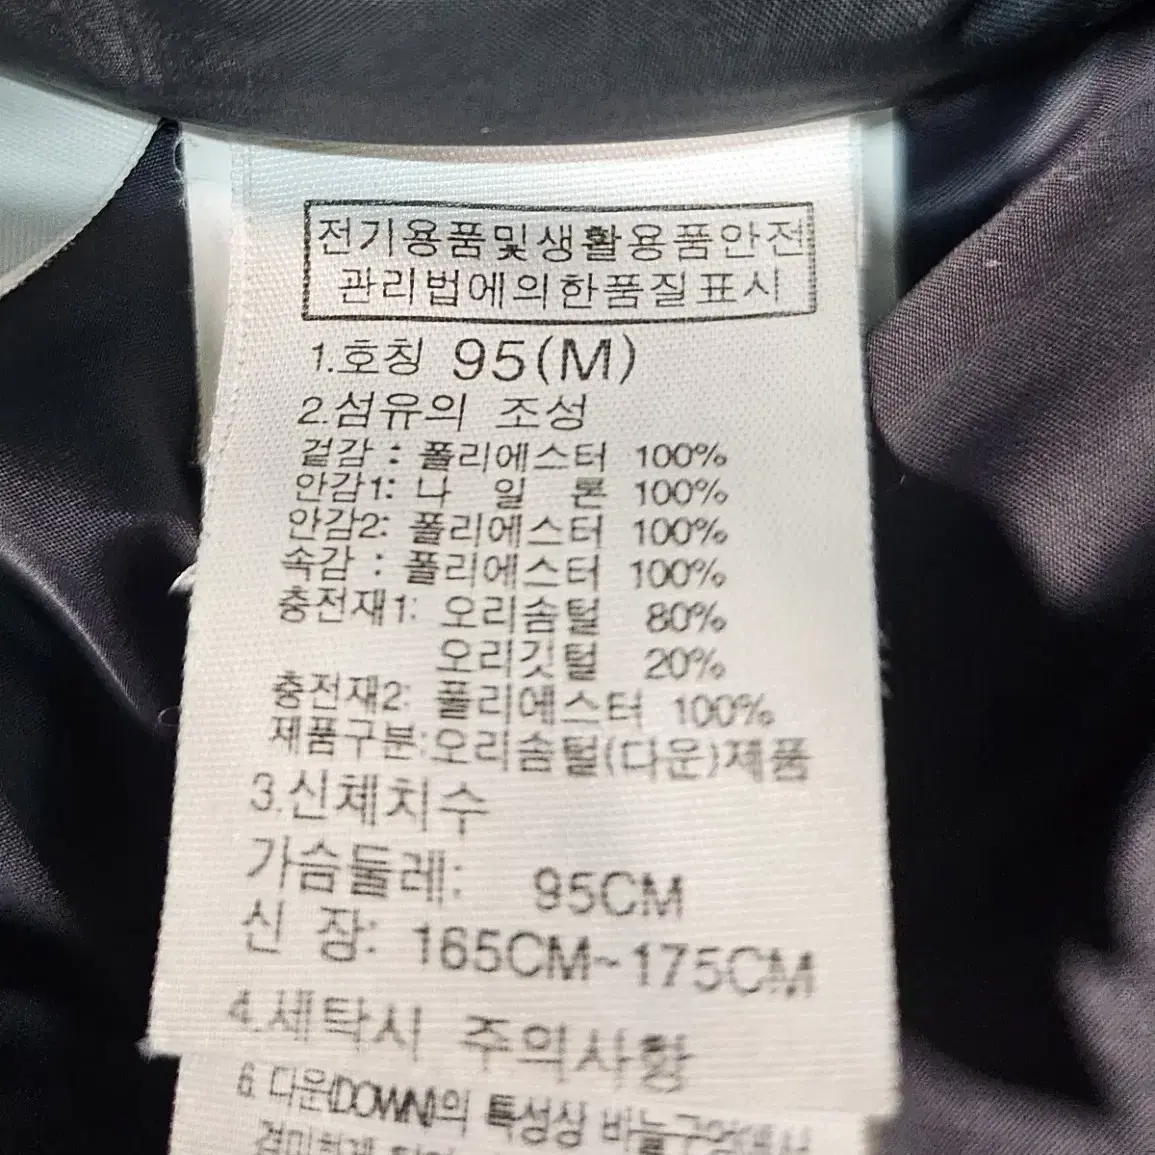 전기용품및생활용품안전
관리법에의한품질표시
1.호칭 95(M)
2.섬유의 조성
겉감 : 폴리에스터 100%
안감1: 나 일 론 100%
안감2: 폴리에스터 100%
속감 : 폴리에스터 100%
충전재1: 오리솜털 80%
오리깃털 20%
충전재2: 폴리에스터 100%
제품구분:오리솜털(다운)제품
3.신체치수
가슴둘레: 95CM
신 장: 165CM~175CM
4.세탁시 주의사항
6. 다운(DOWN)의 특성상 바늘구멍에서